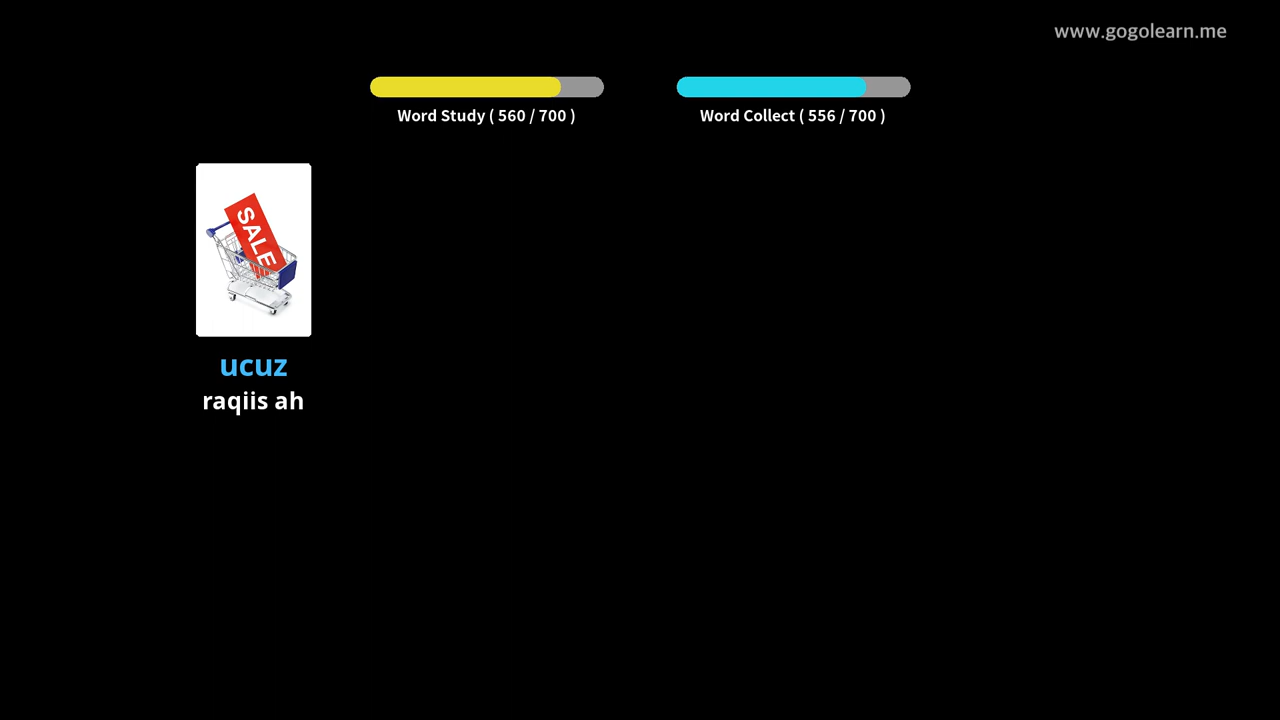 www.gogolearn.me
Word Study ( 560 / 700 )
Word Collect ( 556 / 700 )
SALE
ucuz
raqiis ah